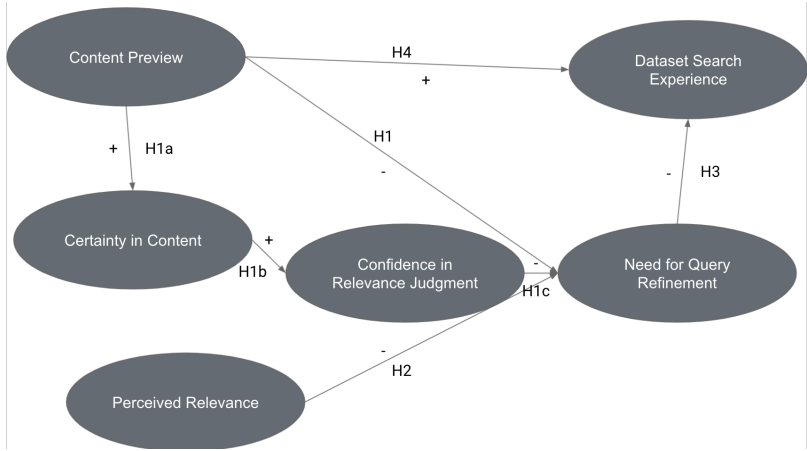 Content Preview
H4
+
Dataset Search
Experience
H1
-
+
H1a
-
H3
Certainty in Content
+
H1b
Confidence in
Relevance Judgment
-
H1c
Need for Query
Refinement
-
H2
Perceived Relevance